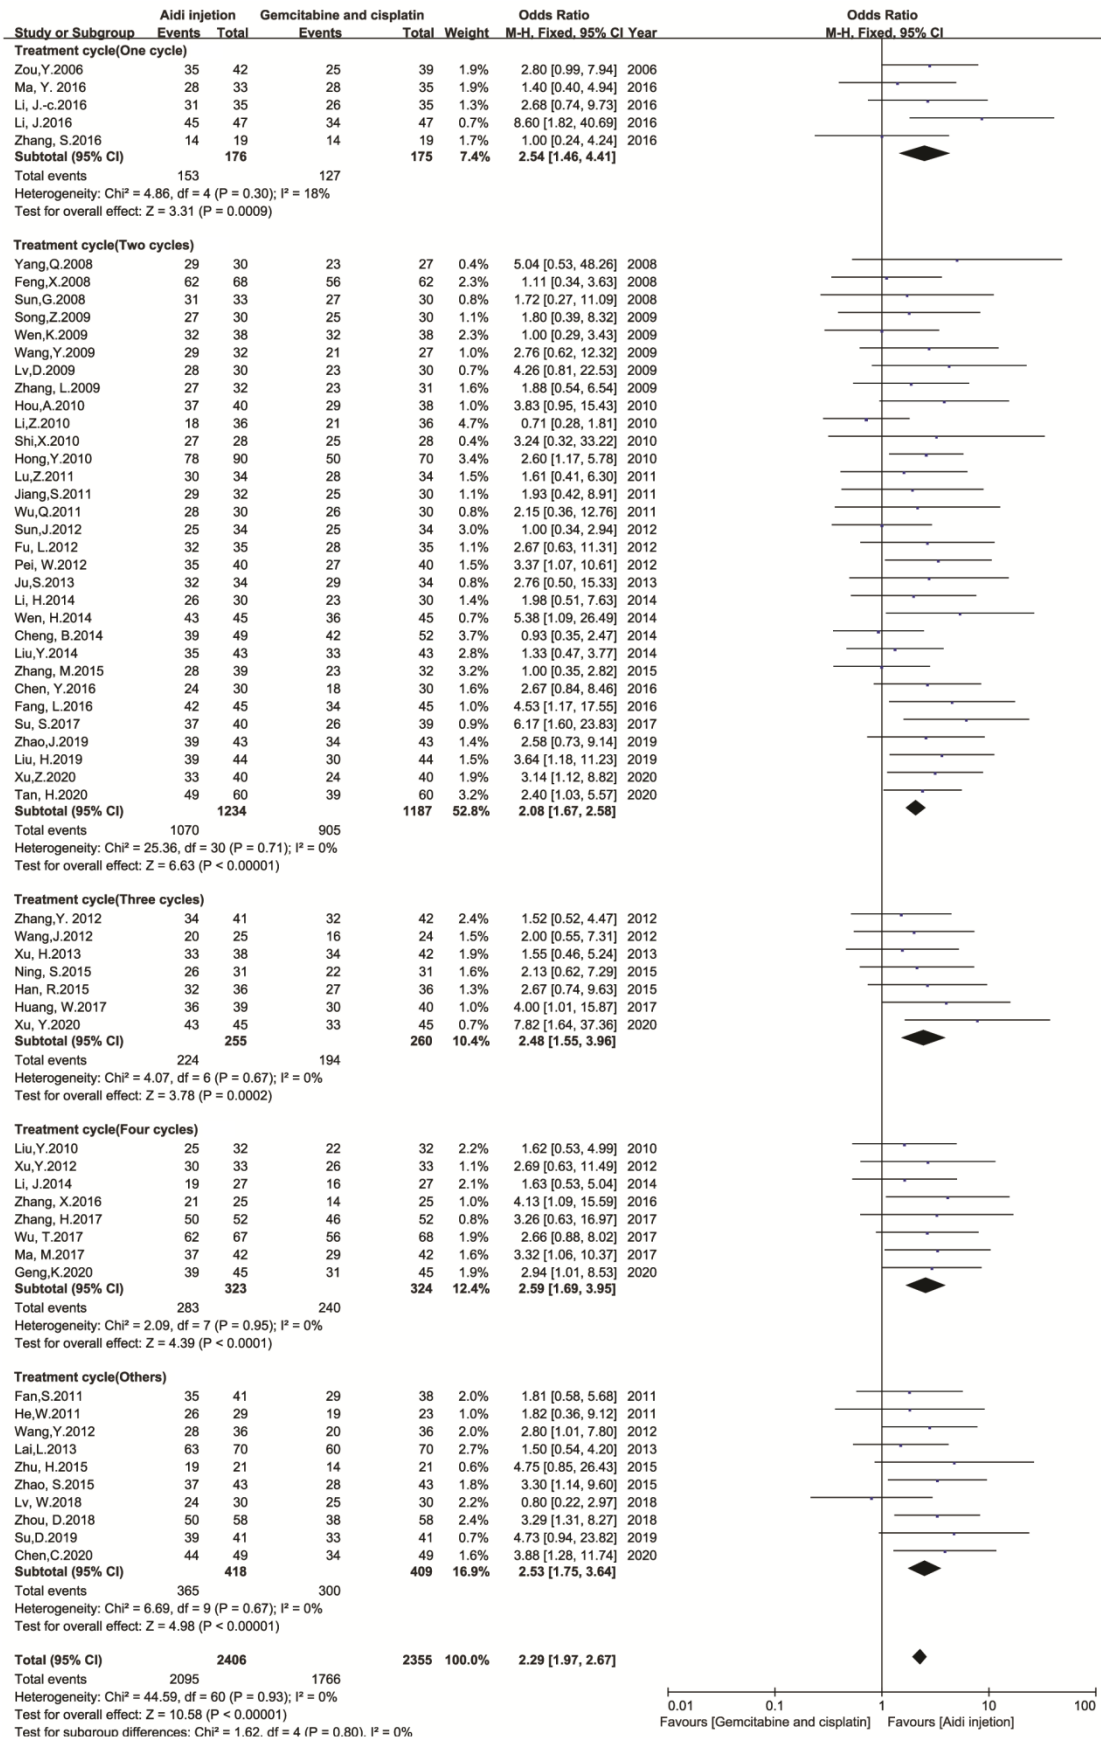 Aidi injetion Gemcitabine and cisplatin Odds Ratio Odds Ratio
Study or Subgroup Events Total Events Total Weight M-H, Fixed, 95% CI Year M-H, Fixed, 95% CI
Treatment cycle(One cycle)
Zou,Y.2006 35 42 25 39 1.9% 2.80 [0.99, 7.94] 2006
Ma, Y. 2016 28 33 28 35 1.9% 1.40 [0.40, 4.94] 2016
Li, J.-c.2016 31 35 26 35 1.3% 2.68 [0.74, 9.73] 2016
Li, J.2016 45 47 34 47 0.7% 8.60 [1.82, 40.69] 2016
Zhang, S.2016 14 19 14 19 1.7% 1.00 [0.24, 4.24] 2016
Subtotal (95% CI) 176 175 7.4% 2.54 [1.46, 4.41]
Total events 153 127
Heterogeneity: Chi² = 4.86, df = 4 (P = 0.30); I² = 18%
Test for overall effect: Z = 3.31 (P = 0.0009)
Treatment cycle(Two cycles)
Yang,Q.2008 29 30 23 27 0.4% 5.04 [0.53, 48.26] 2008
Feng,X.2008 62 68 56 62 2.3% 1.11 [0.34, 3.63] 2008
Sun,G.2008 31 33 27 30 0.8% 1.72 [0.27, 11.09] 2008
Song,Z.2009 27 30 25 30 1.0% 1.80 [0.39, 8.32] 2009
Wen,K.2009 32 38 32 38 2.3% 1.00 [0.29, 3.43] 2009
Wang,Y.2009 29 32 21 27 1.0% 2.76 [0.62, 12.32] 2009
Lv,D.2009 28 30 23 30 0.7% 4.26 [0.81, 22.53] 2009
Zhang, L.2009 27 32 23 31 1.6% 1.88 [0.54, 6.54] 2009
Hou,A.2010 37 40 29 38 1.0% 3.83 [0.95, 15.43] 2010
Li,Z.2010 18 36 21 36 4.7% 0.71 [0.28, 1.81] 2010
Shi,X.2010 27 28 25 28 0.4% 3.24 [0.32, 33.22] 2010
Hong,Y.2010 78 90 50 70 3.4% 2.60 [1.17, 5.78] 2010
Lu,Z.2011 30 34 28 34 1.5% 1.61 [0.41, 6.30] 2011
Jiang,S.2011 29 32 25 30 1.1% 1.93 [0.42, 8.91] 2011
Wu,Q.2011 28 30 26 30 0.8% 2.15 [0.36, 12.76] 2011
Sun,J.2012 25 34 25 34 3.0% 1.00 [0.34, 2.94] 2012
Fu, L.2012 32 35 28 35 1.1% 2.67 [0.63, 11.31] 2012
Pei, W.2012 35 40 27 40 1.5% 3.37 [1.07, 10.61] 2012
Ju,S.2013 32 34 29 34 0.8% 2.76 [0.50, 15.33] 2013
Li, H.2014 26 30 23 30 1.4% 1.98 [0.51, 7.63] 2014
Wen, H.2014 43 45 36 45 0.7% 5.38 [1.09, 26.49] 2014
Cheng, B.2014 39 49 42 52 3.7% 0.93 [0.35, 2.47] 2014
Liu,Y.2014 35 43 33 43 2.8% 1.33 [0.47, 3.77] 2014
Zhang, M.2015 28 39 23 32 3.2% 1.00 [0.35, 2.82] 2015
Chen, Y.2016 24 30 18 30 1.6% 2.67 [0.84, 8.46] 2016
Fang, L.2016 42 45 34 45 1.0% 4.53 [1.17, 17.55] 2016
Su, S.2017 37 40 26 39 0.9% 6.17 [1.60, 23.83] 2017
Zhao,J.2019 39 43 34 43 1.4% 2.58 [0.73, 9.14] 2019
Liu, H.2019 39 44 30 44 1.5% 3.64 [1.18, 11.23] 2019
Xu,Z.2020 33 40 24 40 1.9% 3.14 [1.12, 8.82] 2020
Tan, H.2020 49 60 39 60 3.2% 2.40 [1.03, 5.57] 2020
Subtotal (95% CI) 1234 1187 52.8% 2.08 [1.67, 2.58]
Total events 1070 905
Heterogeneity: Chi² = 25.36, df = 30 (P = 0.71); I² = 0%
Test for overall effect: Z = 6.63 (P < 0.00001)
Treatment cycle(Three cycles)
Zhang,Y. 2012 34 41 32 42 2.4% 1.52 [0.52, 4.47] 2012
Wang,J.2012 20 25 16 24 1.5% 2.00 [0.55, 7.31] 2012
Xu, H.2013 33 38 34 42 1.9% 1.55 [0.46, 5.24] 2013
Ning, S.2015 26 31 22 31 1.6% 2.13 [0.62, 7.29] 2015
Han, R.2015 32 36 27 36 1.3% 2.67 [0.74, 9.63] 2015
Huang, W.2017 36 39 30 40 1.0% 4.00 [1.01, 15.87] 2017
Xu, Y.2020 43 45 33 45 0.7% 7.82 [1.64, 37.36] 2020
Subtotal (95% CI) 255 260 10.4% 2.48 [1.55, 3.96]
Total events 224 194
Heterogeneity: Chi² = 4.07, df = 6 (P = 0.67); I² = 0%
Test for overall effect: Z = 3.78 (P = 0.0002)
Treatment cycle(Four cycles)
Liu,Y.2010 25 32 22 32 2.2% 1.62 [0.53, 4.99] 2010
Xu,Y.2012 30 33 26 33 1.1% 2.69 [0.63, 11.49] 2012
Li, J.2014 19 27 16 27 2.1% 1.63 [0.53, 5.04] 2014
Zhang, X.2016 21 25 14 25 1.0% 4.13 [1.09, 15.59] 2016
Zhang, H.2017 50 52 46 52 0.8% 3.26 [0.63, 16.97] 2017
Wu, T.2017 62 67 56 68 1.9% 2.66 [0.88, 8.02] 2017
Ma, M.2017 37 42 29 42 1.6% 3.32 [1.06, 10.37] 2017
Geng,K.2020 39 45 31 45 1.9% 2.94 [1.01, 8.53] 2020
Subtotal (95% CI) 323 324 12.4% 2.59 [1.69, 3.95]
Total events 283 240
Heterogeneity: Chi² = 2.09, df = 7 (P = 0.95); I² = 0%
Test for overall effect: Z = 4.39 (P < 0.0001)
Treatment cycle(Others)
Fan,S.2011 35 41 29 38 2.0% 1.81 [0.58, 5.68] 2011
He,W.2011 26 29 19 23 1.0% 1.82 [0.36, 9.12] 2011
Wang,Y.2012 28 36 20 36 2.0% 2.80 [1.01, 7.80] 2012
Lai,L.2013 63 70 60 70 2.7% 1.50 [0.54, 4.20] 2013
Zhu, H.2015 19 21 14 21 0.6% 4.75 [0.85, 26.43] 2015
Zhao, S.2015 37 43 28 43 1.7% 3.30 [1.14, 9.60] 2015
Lv, W.2018 24 30 25 30 2.2% 0.80 [0.22, 2.97] 2018
Zhou, D.2018 50 58 38 58 2.4% 3.29 [1.31, 8.27] 2018
Su,D.2019 39 41 33 41 0.7% 4.73 [0.94, 23.82] 2019
Chen,C.2020 44 49 34 49 1.6% 3.88 [1.28, 11.74] 2020
Subtotal (95% CI) 418 409 16.9% 2.53 [1.75, 3.64]
Total events 365 300
Heterogeneity: Chi² = 6.69, df = 9 (P = 0.67); I² = 0%
Test for overall effect: Z = 4.98 (P < 0.00001)
Total (95% CI) 2406 2355 100.0% 2.29 [1.97, 2.67]
Total events 2095 1766
Heterogeneity: Chi² = 44.59, df = 60 (P = 0.93); I² = 0%
Test for overall effect: Z = 10.58 (P < 0.00001)
Test for subgroup differences: Chi² = 1.62, df = 4 (P = 0.80), I² = 0%
0.01 0.1 1 10 100
Favours [Gemcitabine and cisplatin] Favours [Aidi injetion]